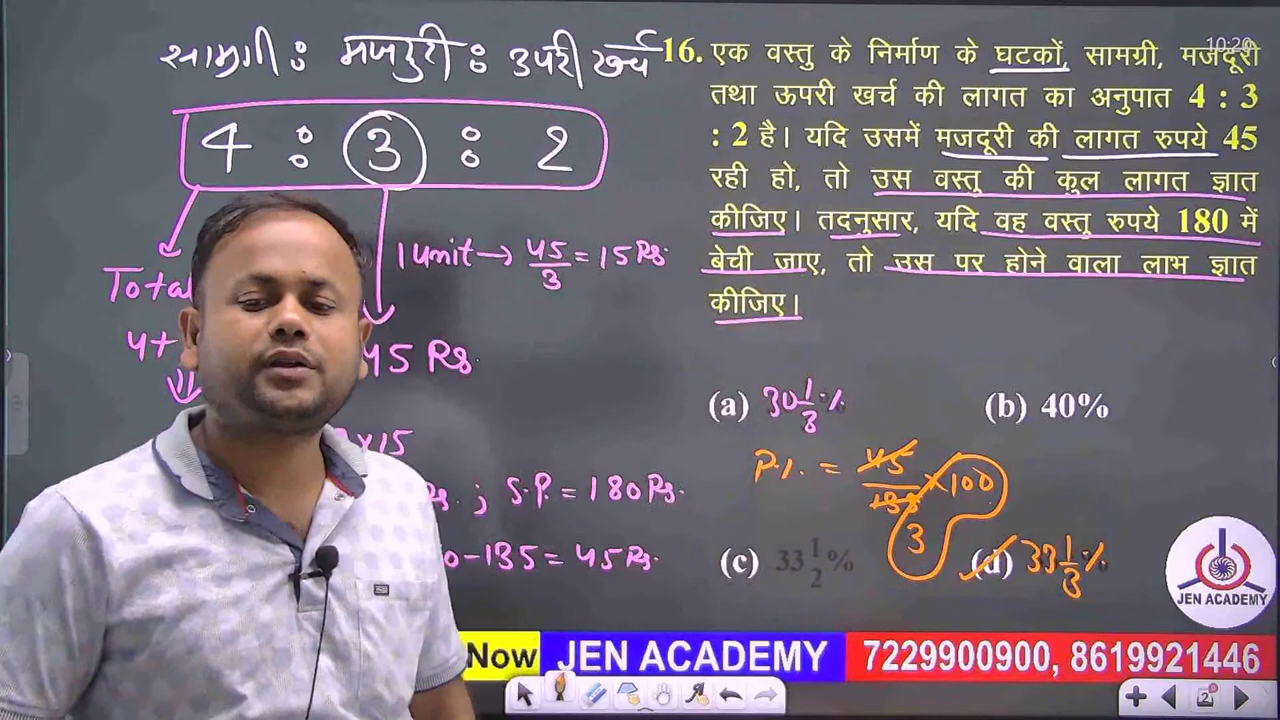 सामग्री : मजदुरी : उपरी खर्च
4 : 3 : 2
Total
4+
1 unit → 45/3 = 15 Rs
45 Rs.
×15
Rs. ; S.P. = 180 Rs.
0-135 = 45 Rs.
10:20
16. एक वस्तु के निर्माण के घटकों, सामग्री, मजदूरी
तथा ऊपरी खर्च की लागत का अनुपात 4 : 3
: 2 है। यदि उसमें मजदूरी की लागत रुपये 45
रही हो, तो उस वस्तु की कुल लागत ज्ञात
कीजिए। तदनुसार, यदि वह वस्तु रुपये 180 में
बेची जाए, तो उस पर होने वाला लाभ ज्ञात
कीजिए।
(a) 30 1/3 %
(b) 40%
P.% = 45/135 × 100
3
(c) 33 1/2 %
(d) 33 1/3 %
JEN ACADEMY
Now JEN ACADEMY 7229900900, 8619921446
2